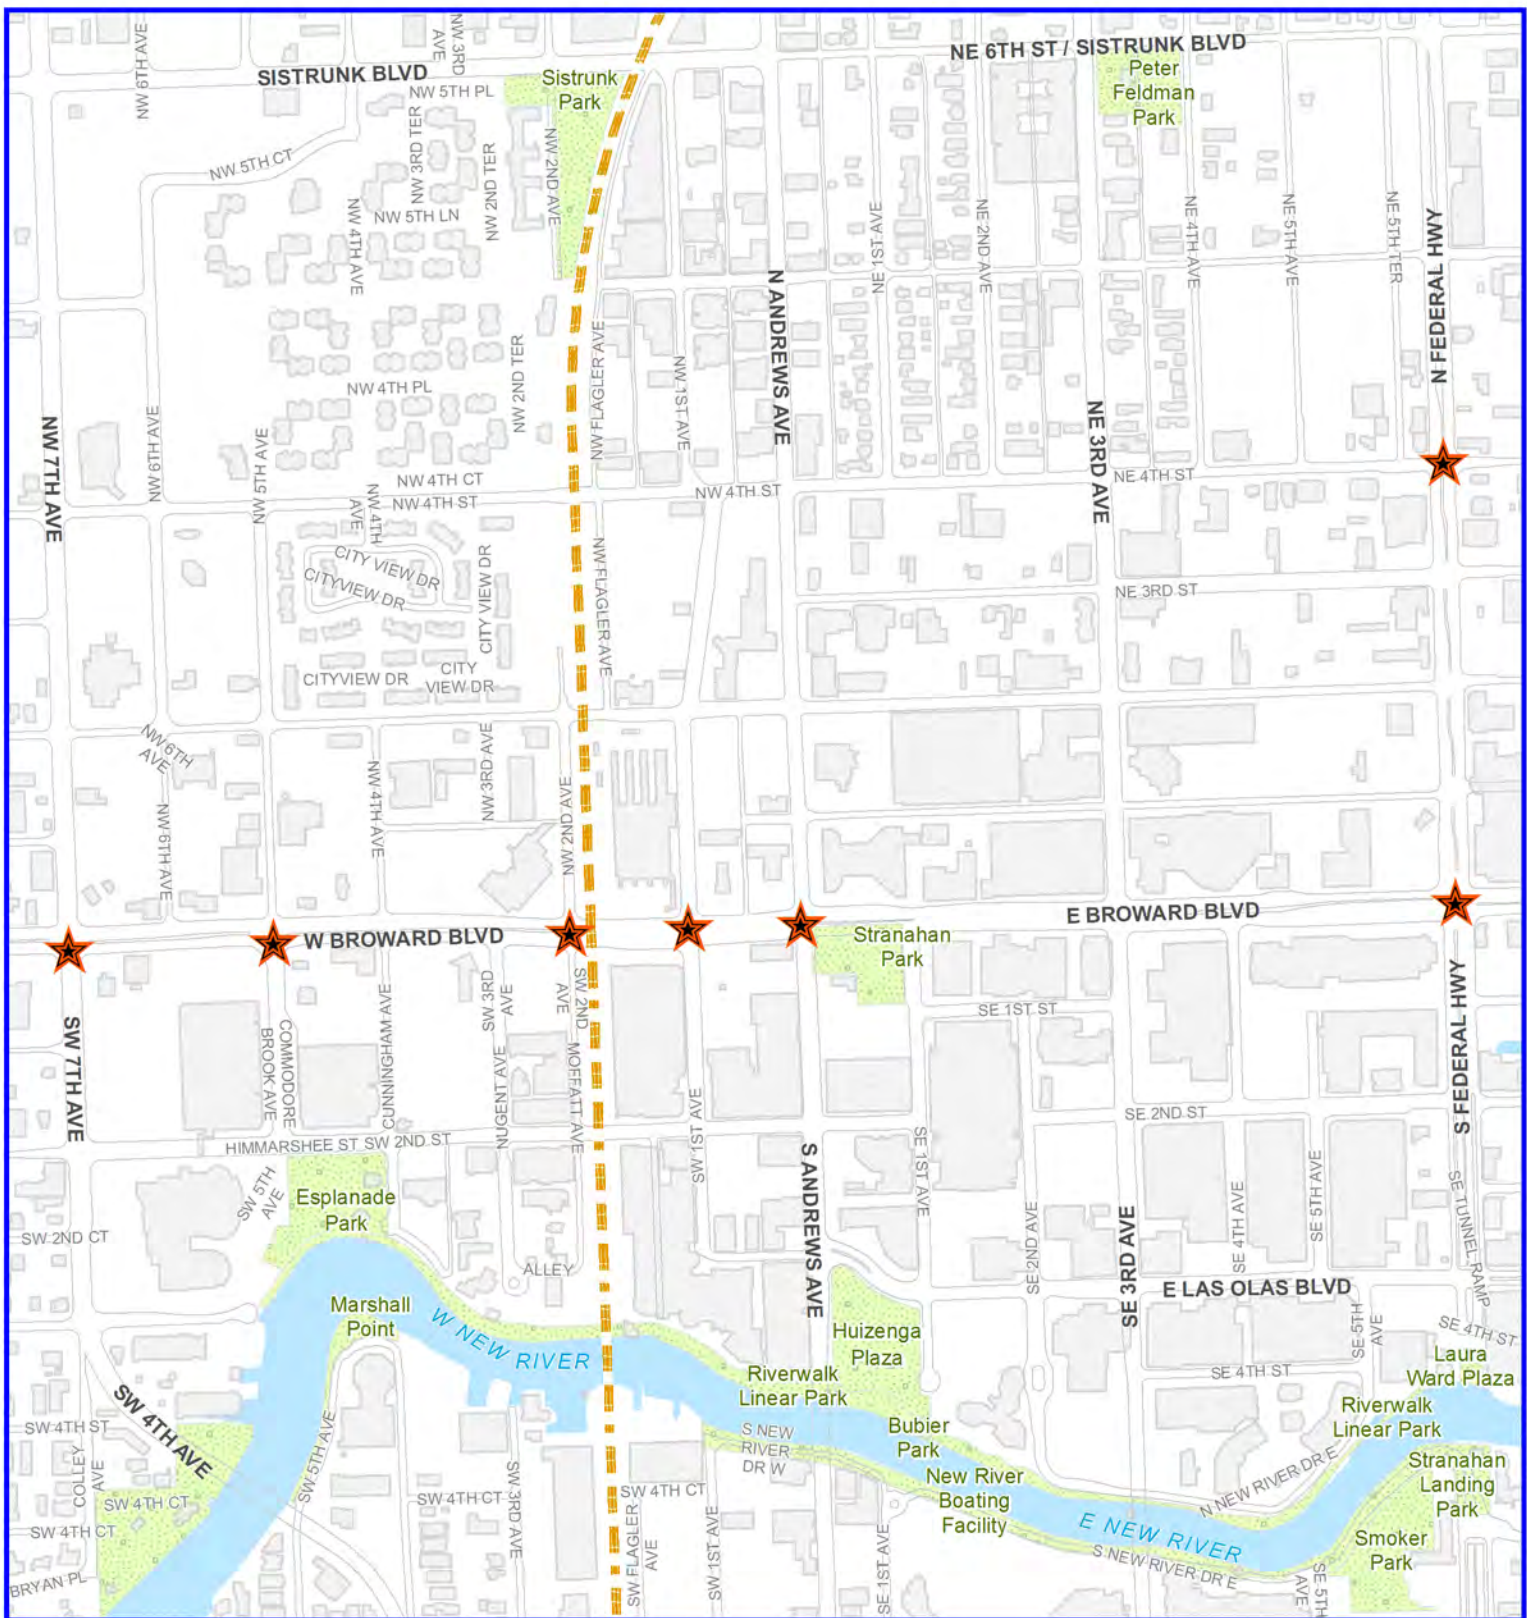 NW 6TH AVE
NW 3RD
AVE
NE 6TH ST / SISTRUNK BLVD
SISTRUNK BLVD
NW 5TH PL
Sistrunk
Park
Peter
Feldman
Park
NW 5TH CT
NW 3RD TER
NW 2ND TER
NW 2ND AVE
NW 5TH LN
NW 4TH AVE
NE 1ST AVE
NE 2ND AVE
NE 4TH AVE
NE 5TH AVE
NE 5TH TER
N FEDERAL HWY
N ANDREWS AVE
NW FLAGLER AVE
NW 2ND TER
NW 1ST AVE
NW 4TH PL
NW 7TH AVE
NW 6TH AVE
NW 5TH AVE
NE 3RD AVE
NW 4TH CT
NW 4TH ST
NW 4TH ST
NE 4TH ST
NW 4TH
AVE
CITY VIEW DR
CITYVIEW DR
CITY VIEW DR
NW FLAGLER AVE
NE 3RD ST
CITYVIEW DR
CITY
VIEW DR
NW 6TH
AVE
NW 4TH AVE
NW 3RD AVE
NW 2ND AVE
NW 6TH AVE
W BROWARD BLVD
E BROWARD BLVD
Stranahan
Park
SW 7TH AVE
BROOK AVE
COMMODORE
CUNNINGHAM AVE
SW 3RD
AVE
NUGENT AVE
SW 2ND
AVE
MOFFATT AVE
SE 1ST ST
S FEDERAL HWY
SW 1ST AVE
SE 2ND ST
HIMMARSHEE ST SW 2ND ST
SE 1ST AVE
S ANDREWS AVE
SW 5TH
AVE
Esplanade
Park
SW 2ND CT
SE 2ND AVE
SE 3RD AVE
SE 4TH AVE
SE 5TH AVE
SE TUNNEL RAMP
ALLEY
E LAS OLAS BLVD
Marshall
Point
W NEW RIVER
Huizenga
Plaza
SE 5TH
AVE
SE 4TH ST
SE 4TH ST
Laura
Ward Plaza
Riverwalk
Linear Park
Riverwalk
Linear Park
SW 4TH AVE
SW 4TH ST
COLLEY
AVE
SW 5TH AVE
S NEW
RIVER
DR W
Bubier
Park
New River
Boating
Facility
N NEW RIVER DR E
Stranahan
Landing
Park
SW 4TH CT
SW 4TH CT
SW 4TH CT
SW 3RD AVE
SW 4TH CT
SW FLAGLER
AVE
SW 1ST AVE
SE 1ST AVE
E NEW RIVER
S NEW RIVER DR E
Smoker
Park
BRYAN PL
SE 5TH
AVE